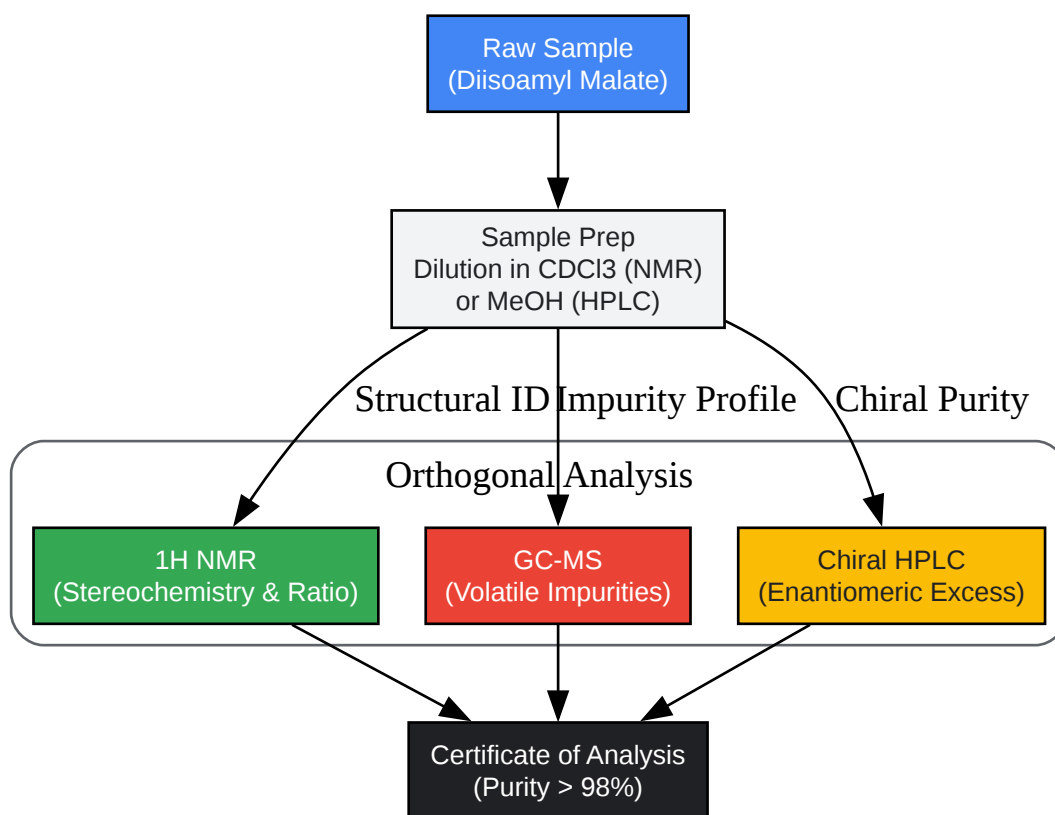 Raw Sample
(Diisoamyl Malate)
Sample Prep
Dilution in CDCl3 (NMR)
or MeOH (HPLC)
Structural ID
Impurity Profile
Chiral Purity
Orthogonal Analysis
1H NMR
(Stereochemistry & Ratio)
GC-MS
(Volatile Impurities)
Chiral HPLC
(Enantiomeric Excess)
Certificate of Analysis
(Purity > 98%)